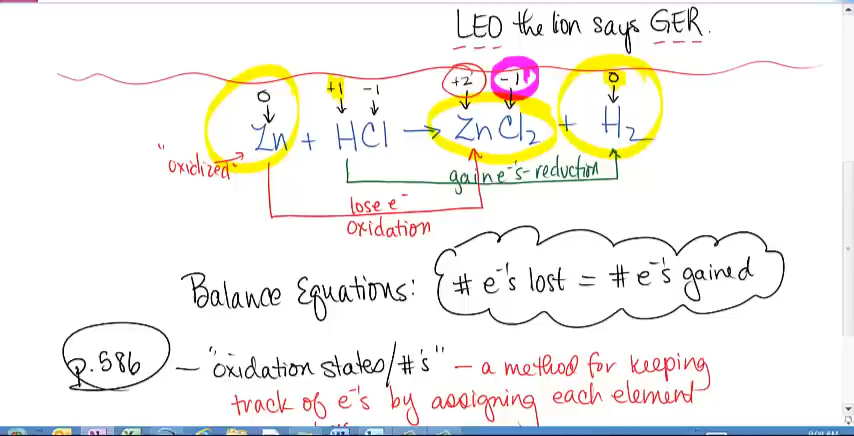 LEO the lion says GER.
0 +1 -1 +2 -1 0
Zn + HCl → ZnCl₂ + H₂
"oxidized"
gain e⁻'s - reduction
lose e⁻
oxidation
Balance Equations: # e⁻'s lost = # e⁻'s gained
p. 586 - "oxidation states/#'s" - a method for keeping
track of e⁻'s by assigning each element